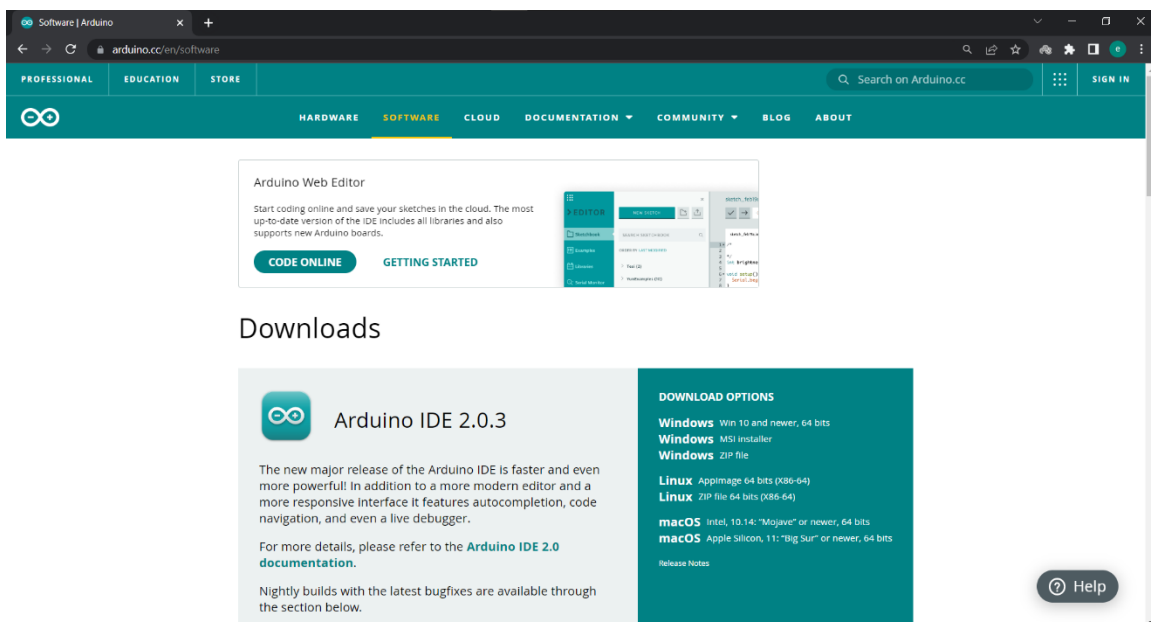 Software | Arduino
arduino.cc/en/software
e
PROFESSIONAL EDUCATION STORE Search on Arduino.cc SIGN IN
HARDWARE SOFTWARE CLOUD DOCUMENTATION COMMUNITY BLOG ABOUT
Arduino Web Editor
Start coding online and save your sketches in the cloud. The most
up-to-date version of the IDE includes all libraries and also
supports new Arduino boards.
CODE ONLINE GETTING STARTED
EDITOR
NEW SKETCH
Sketchbook
Examples
Libraries
Serial Monitor
Downloads
Arduino IDE 2.0.3
The new major release of the Arduino IDE is faster and even
more powerful! In addition to a more modern editor and a
more responsive interface it features autocompletion, code
navigation, and even a live debugger.
For more details, please refer to the Arduino IDE 2.0
documentation.
Nightly builds with the latest bugfixes are available through
the section below.
DOWNLOAD OPTIONS
Windows Win 10 and newer, 64 bits
Windows MSI installer
Windows ZIP file
Linux AppImage 64 bits (X86-64)
Linux ZIP file 64 bits (X86-64)
macOS Intel, 10.14: "Mojave" or newer, 64 bits
macOS Apple Silicon, 11: "Big Sur" or newer, 64 bits
Release Notes
Help